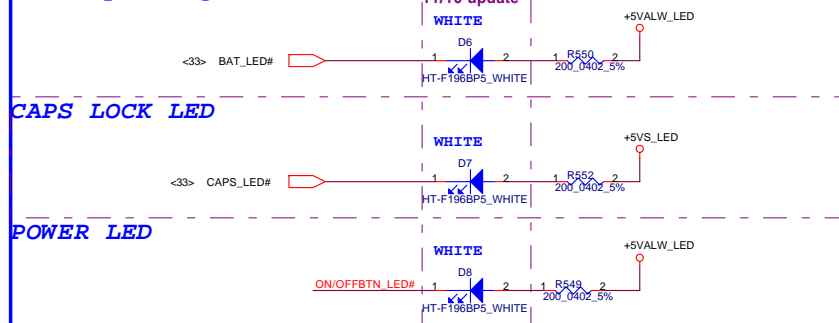 WHITE
+5VALW_LED
D6
<33> BAT_LED#
1
2
1
R550
2
200_0402_5%
HT-F196BP5_WHITE
CAPS LOCK LED
WHITE
+5VS_LED
D7
<33> CAPS_LED#
1
2
1
R552
2
200_0402_5%
HT-F196BP5_WHITE
POWER LED
WHITE
+5VALW_LED
D8
ON/OFFBTN_LED#
1
2
1
R549
2
200_0402_5%
HT-F196BP5_WHITE